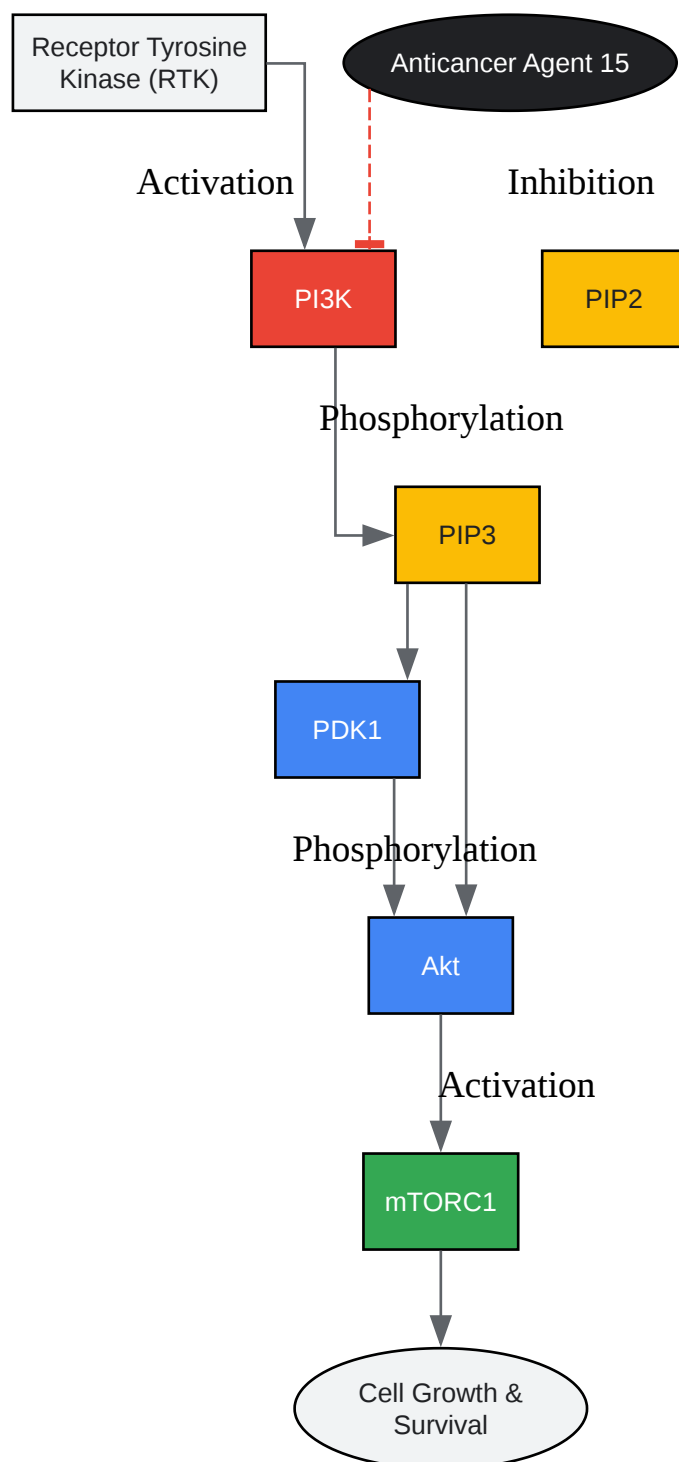 Receptor Tyrosine
Kinase (RTK)
Anticancer Agent 15
Activation
Inhibition
PI3K
PIP2
Phosphorylation
PIP3
PDK1
Phosphorylation
Akt
Activation
mTORC1
Cell Growth &
Survival